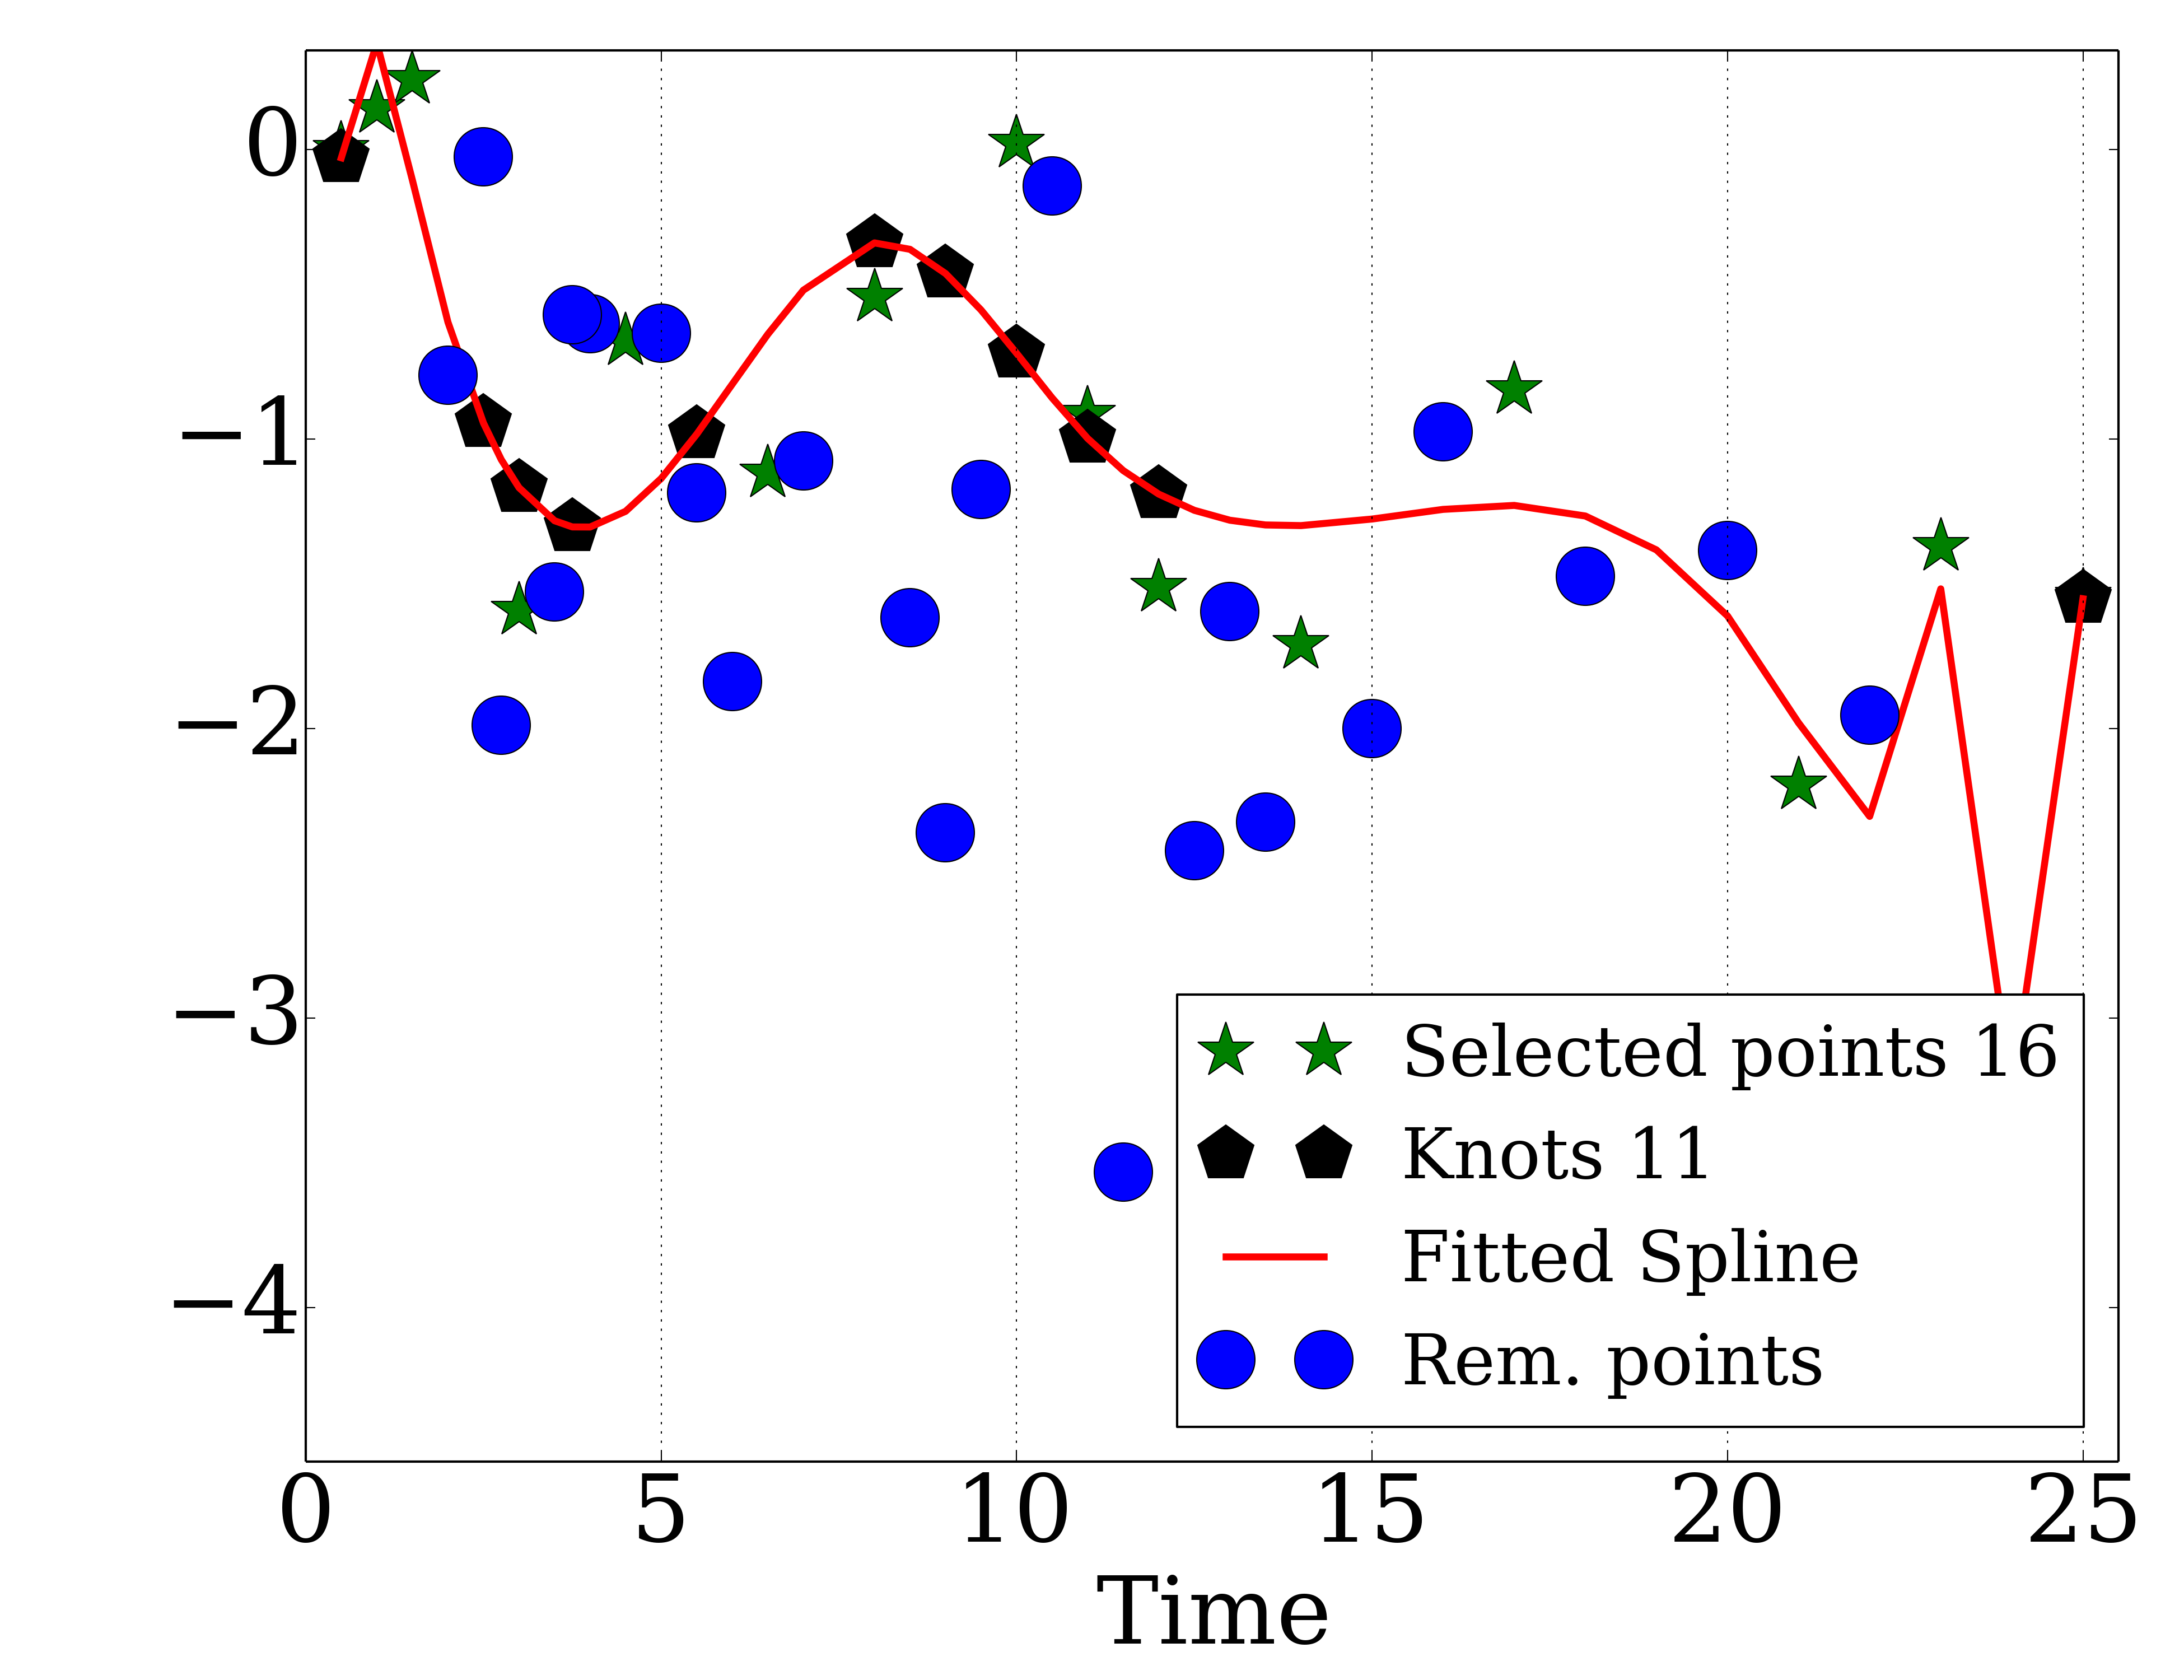 0
−1
−2
−3
−4
Selected points 16
Knots 11
Fitted Spline
Rem. points
0 5 10 15 20 25
Time